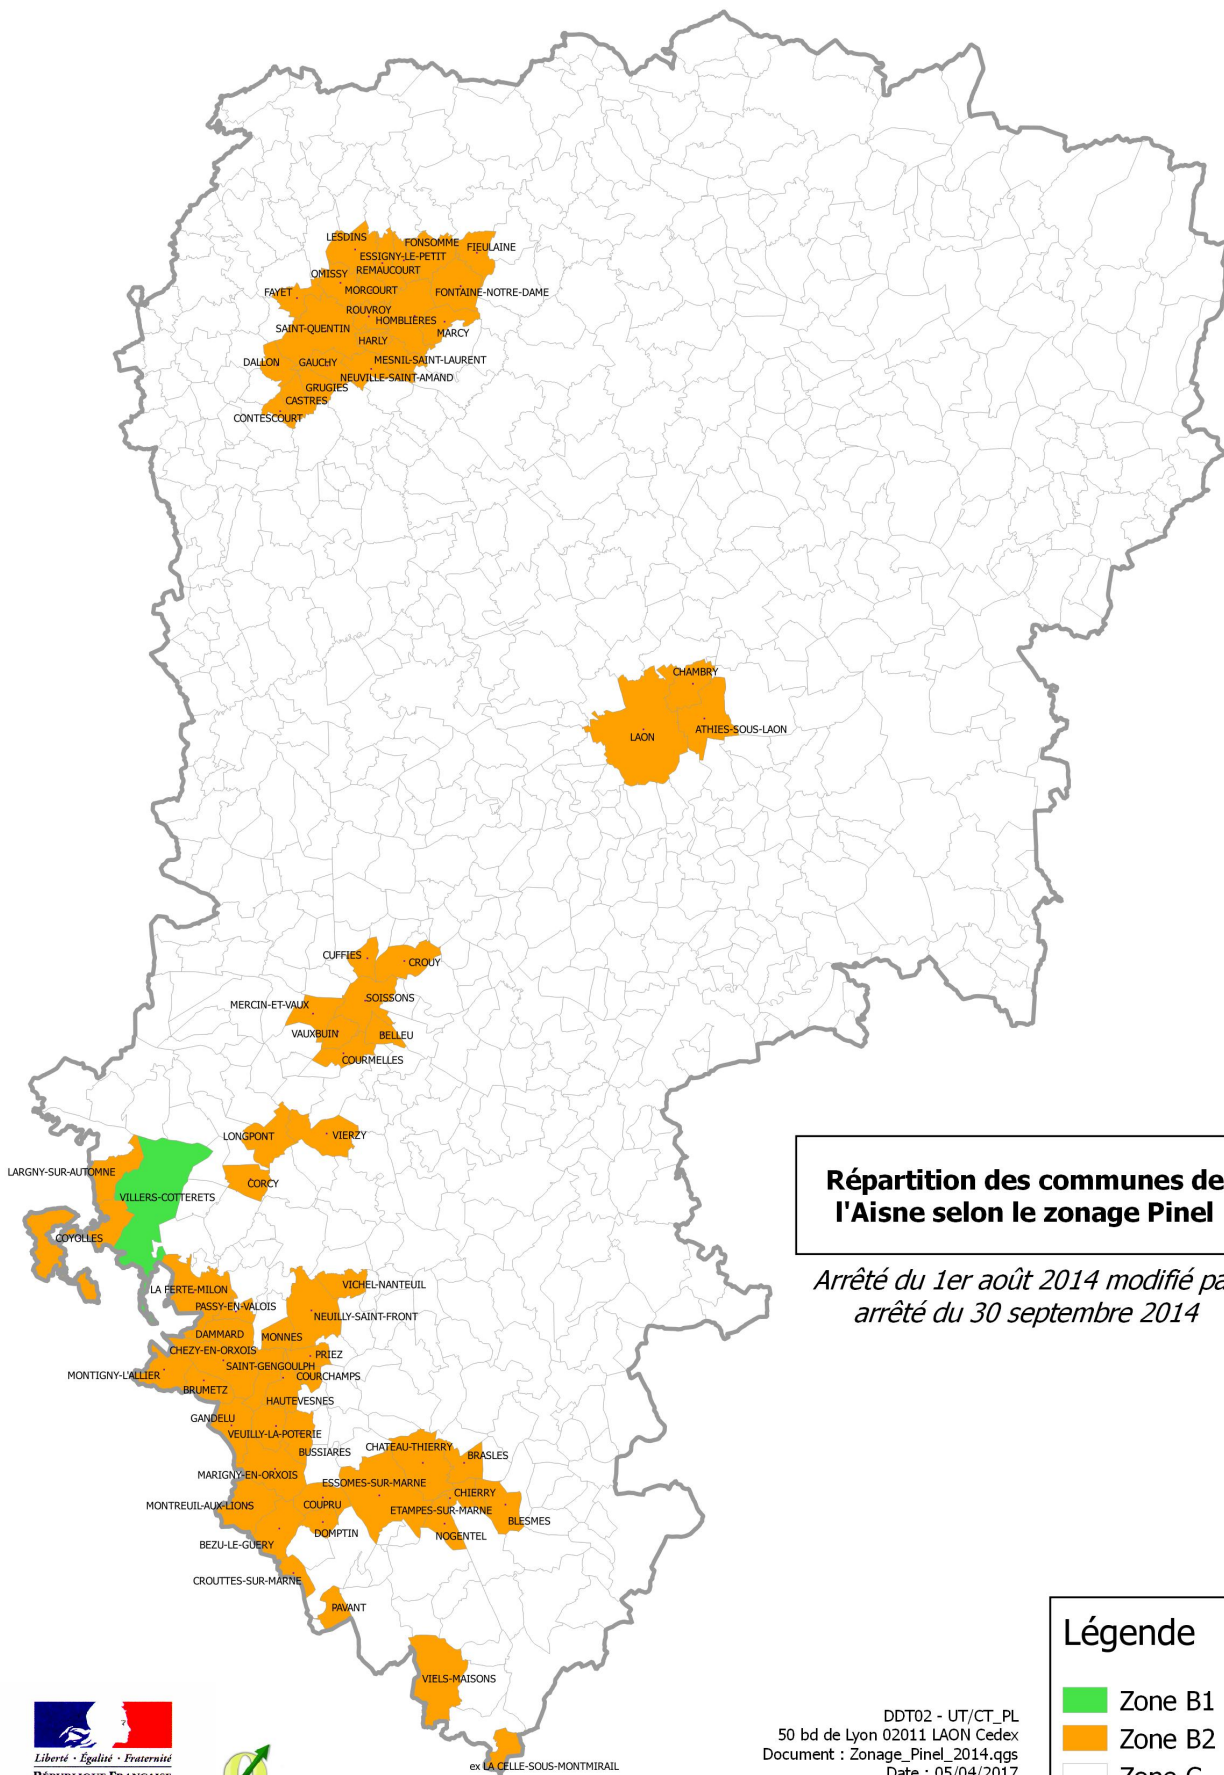 LESDINS
FONSOMME
FIEULAINE
ESSIGNY-LE-PETIT
OMISSY
REMAUCOURT
FAYET
MORCOURT
FONTAINE-NOTRE-DAME
ROUVROY
HOMBLIÈRES
SAINT-QUENTIN
MARCY
HARLY
DALLON
GAUCHY
MESNIL-SAINT-LAURENT
NEUVILLE-SAINT-AMAND
GRUGIES
CASTRES
CONTESCOURT
CHAMBRY
ATHIES-SOUS-LAON
LAON
CUFFIES
CROUY
SOISSONS
MERCIN-ET-VAUX
VAUXBUIN
BELLEU
COURMELLES
LONGPONT
VIERZY
LARGNY-SUR-AUTOMNE
CORCY
VILLERS-COTTERETS
COYOLLES
Répartition des communes de
l'Aisne selon le zonage Pinel
Arrêté du 1er août 2014 modifié pa
arrêté du 30 septembre 2014
LA FERTE-MILON
VICHEL-NANTEUIL
PASSY-EN-VALOIS
NEUILLY-SAINT-FRONT
DAMMARD
MONNES
CHEZY-EN-ORXOIS
PRIEZ
SAINT-GENGOULPH
MONTIGNY-L'ALLIER
COURCHAMPS
BRUMETZ
HAUTEVESNES
GANDELU
VEUILLY-LA-POTERIE
BUSSIARES
CHATEAU-THIERRY
BRASLES
MARIGNY-EN-ORXOIS
ESSOMES-SUR-MARNE
CHIERRY
MONTREUIL-AUX-LIONS
COUPRU
ETAMPES-SUR-MARNE
BLESMES
DOMPTIN
NOGENTEL
BEZU-LE-GUERY
CROUTTES-SUR-MARNE
PAVANT
VIELS-MAISONS
ex LA CELLE-SOUS-MONTMIRAIL
Légende
Zone B1
Zone B2
Zone C
DDT02 - UT/CT_PL
50 bd de Lyon 02011 LAON Cedex
Document : Zonage_Pinel_2014.qgs
Date : 05/04/2017
Liberté • Égalité • Fraternité
RÉPUBLIQUE FRANÇAISE